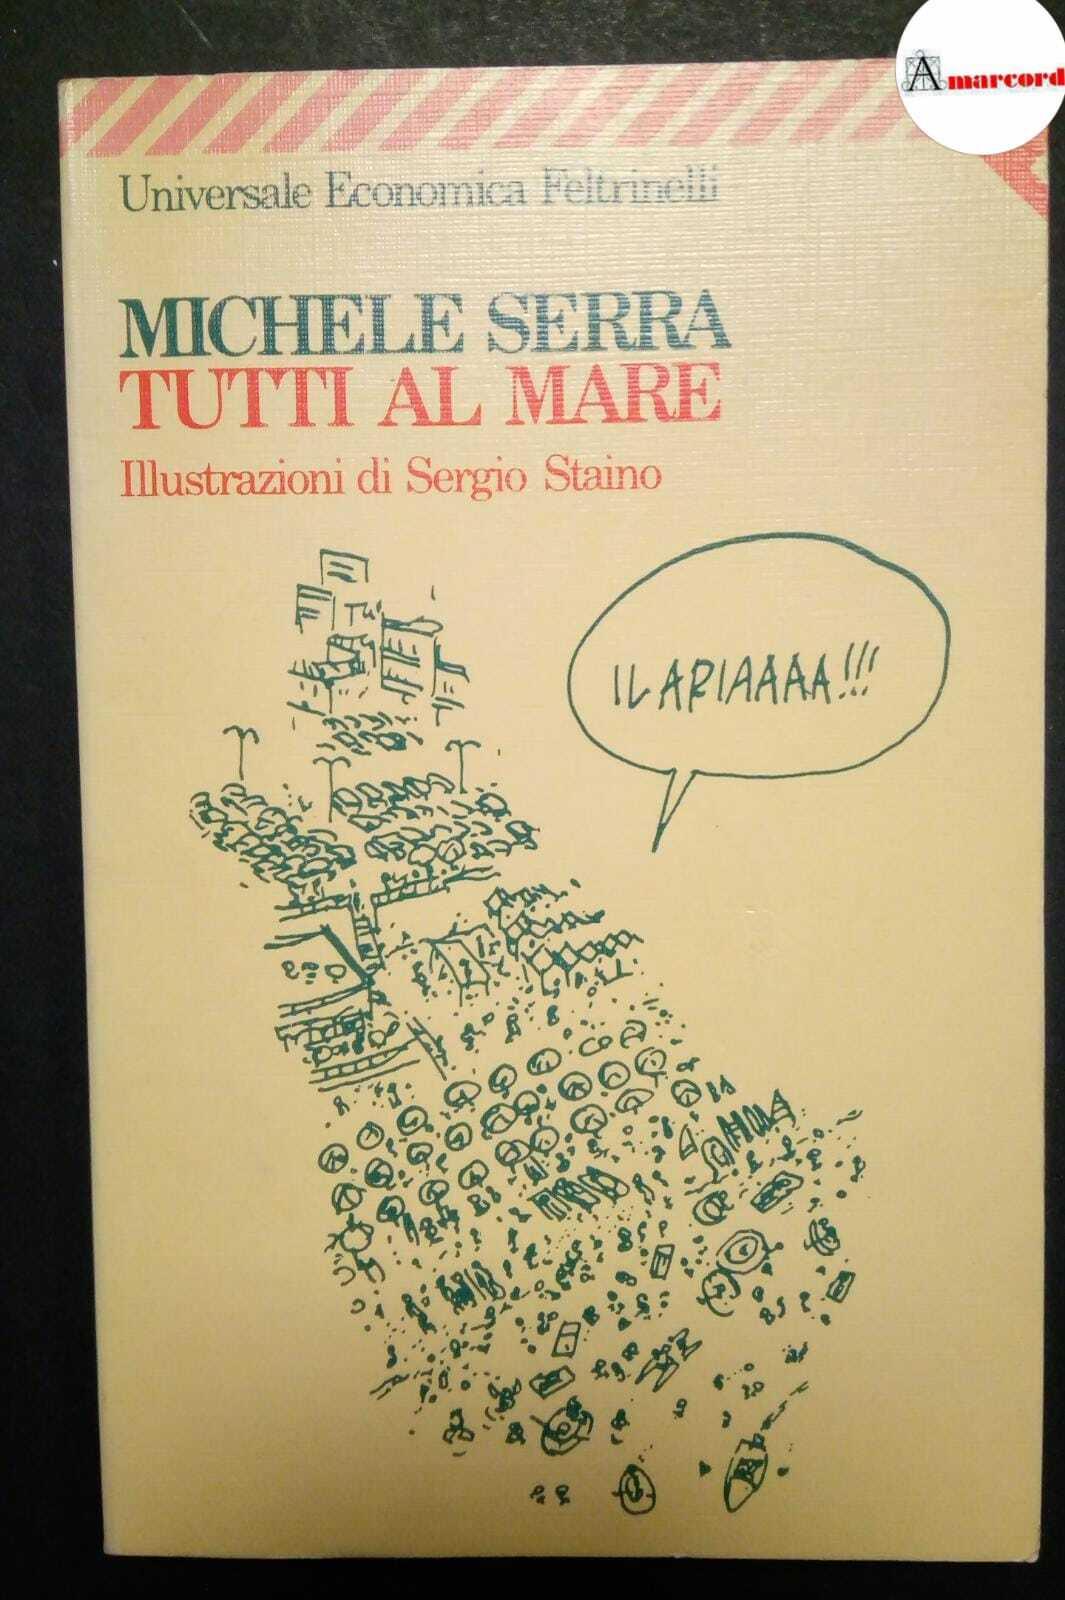 Amarcord
Universale Economica Feltrinelli
MICHELE SERRA
TUTTI AL MARE
Illustrazioni di Sergio Staino
ILARIAAAA!!!